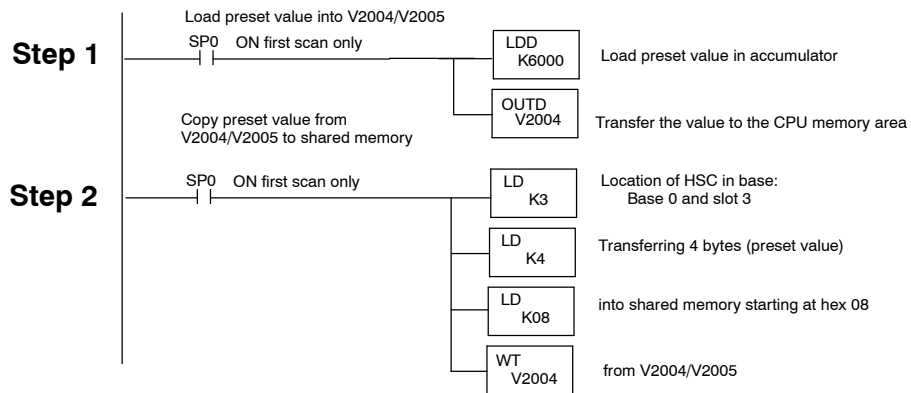 Load preset value into V2004/V2005
Step 1
SP0 ON first scan only
LDD
K6000
Load preset value in accumulator
OUTD
V2004
Transfer the value to the CPU memory area
Copy preset value from
V2004/V2005 to shared memory
Step 2
SP0 ON first scan only
LD
K3
Location of HSC in base:
Base 0 and slot 3
LD
K4
Transferring 4 bytes (preset value)
LD
K08
into shared memory starting at hex 08
WT
V2004
from V2004/V2005